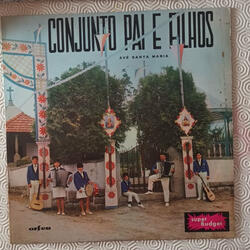 CONJUNTO PAI E FILHOS
AVÉ SANTA MARIA
orfeu
super
Budget